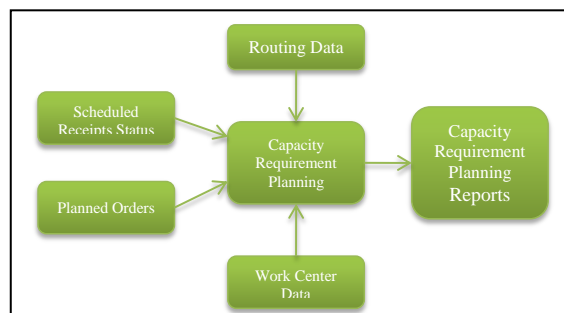 Routing Data
Scheduled
Receipts Status
Capacity
Requirement
Planning
Capacity
Requirement
Planning
Reports
Planned Orders
Work Center
Data